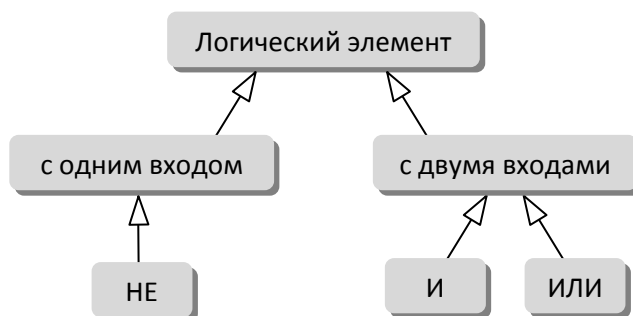 Логический элемент
с одним входом
с двумя входами
НЕ
И
ИЛИ